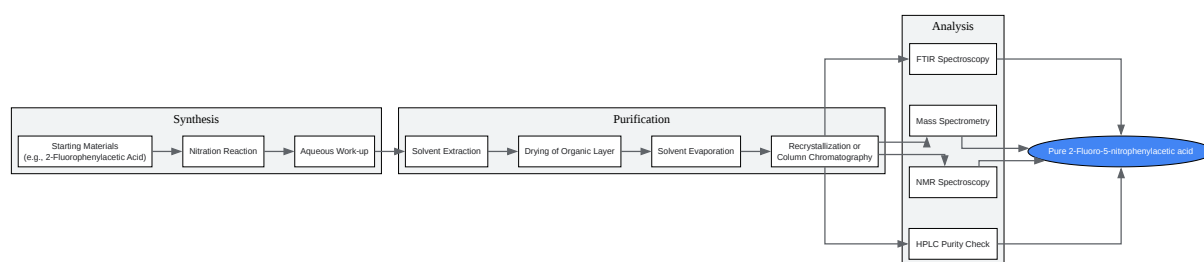 Synthesis
Starting Materials
(e.g., 2-Fluorophenylacetic Acid)
Nitration Reaction
Aqueous Work-up
Purification
Solvent Extraction
Drying of Organic Layer
Solvent Evaporation
Recrystallization or
Column Chromatography
Analysis
FTIR Spectroscopy
Mass Spectrometry
NMR Spectroscopy
HPLC Purity Check
Pure 2-Fluoro-5-nitrophenylacetic acid